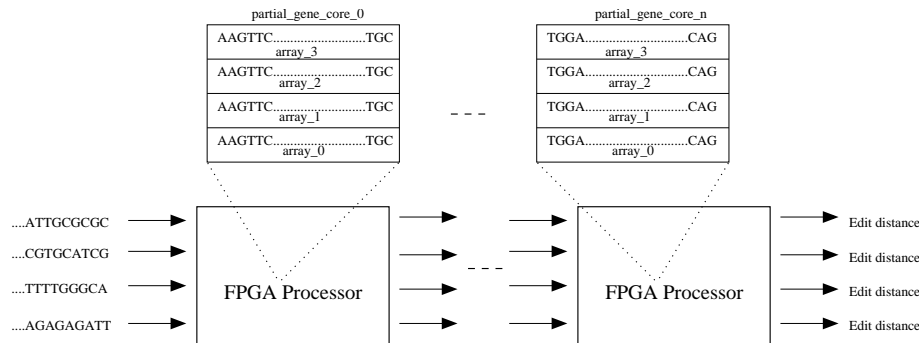 partial_gene_core_0
partial_gene_core_n
AAGTTC...........................TGC
array_3
AAGTTC...........................TGC
array_2
AAGTTC...........................TGC
array_1
AAGTTC...........................TGC
array_0
TGGA..............................CAG
array_3
TGGA..............................CAG
array_2
TGGA..............................CAG
array_1
TGGA..............................CAG
array_0
....ATTGCGCGC
....CGTGCATCG
....TTTTGGGCA
....AGAGAGATT
FPGA Processor
FPGA Processor
Edit distance
Edit distance
Edit distance
Edit distance